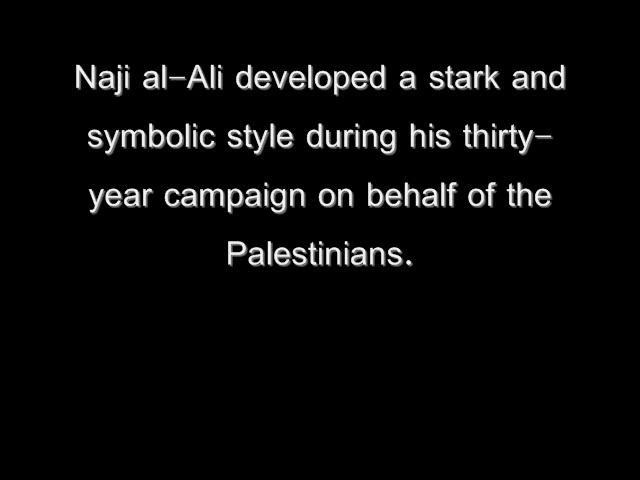 Naji al-Ali developed a stark and
symbolic style during his thirty-
year campaign on behalf of the
Palestinians.